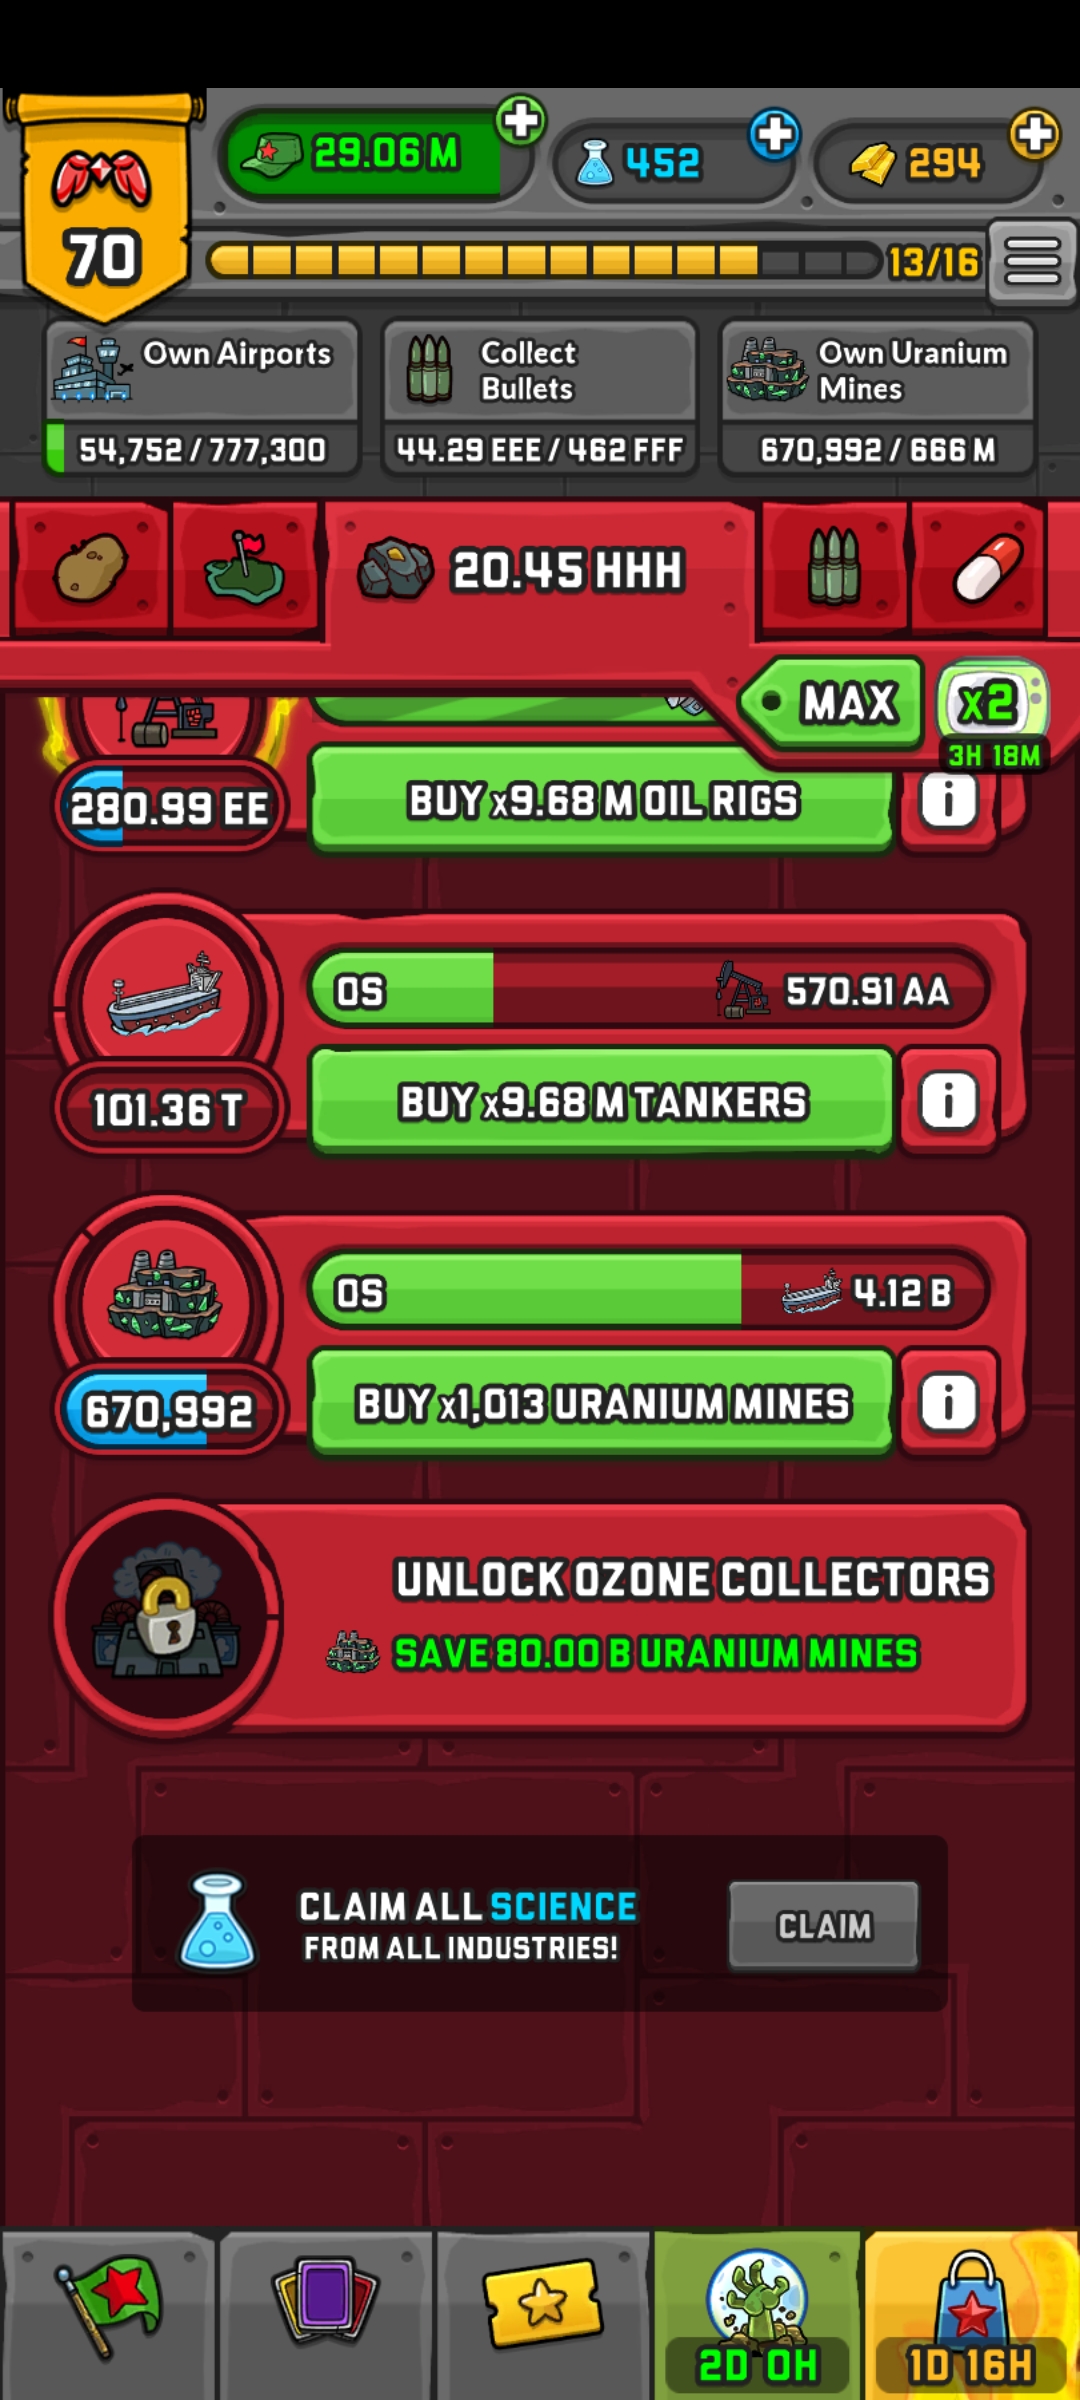 29.06 M
452
294
70
13/16
Own Airports
54,752 / 777,300
Collect
Bullets
44.29 EEE / 462 FFF
Own Uranium
Mines
670,992 / 666 M
20.45 HHH
MAX
x2
3H 18M
280.99 EE
BUY x9.68 M OIL RIGS
i
0S
570.91 AA
101.36 T
BUY x9.68 M TANKERS
i
0S
4.12 B
670,992
BUY x1,013 URANIUM MINES
i
UNLOCK OZONE COLLECTORS
SAVE 80.00 B URANIUM MINES
CLAIM ALL SCIENCE
FROM ALL INDUSTRIES!
CLAIM
2D 0H
1D 16H